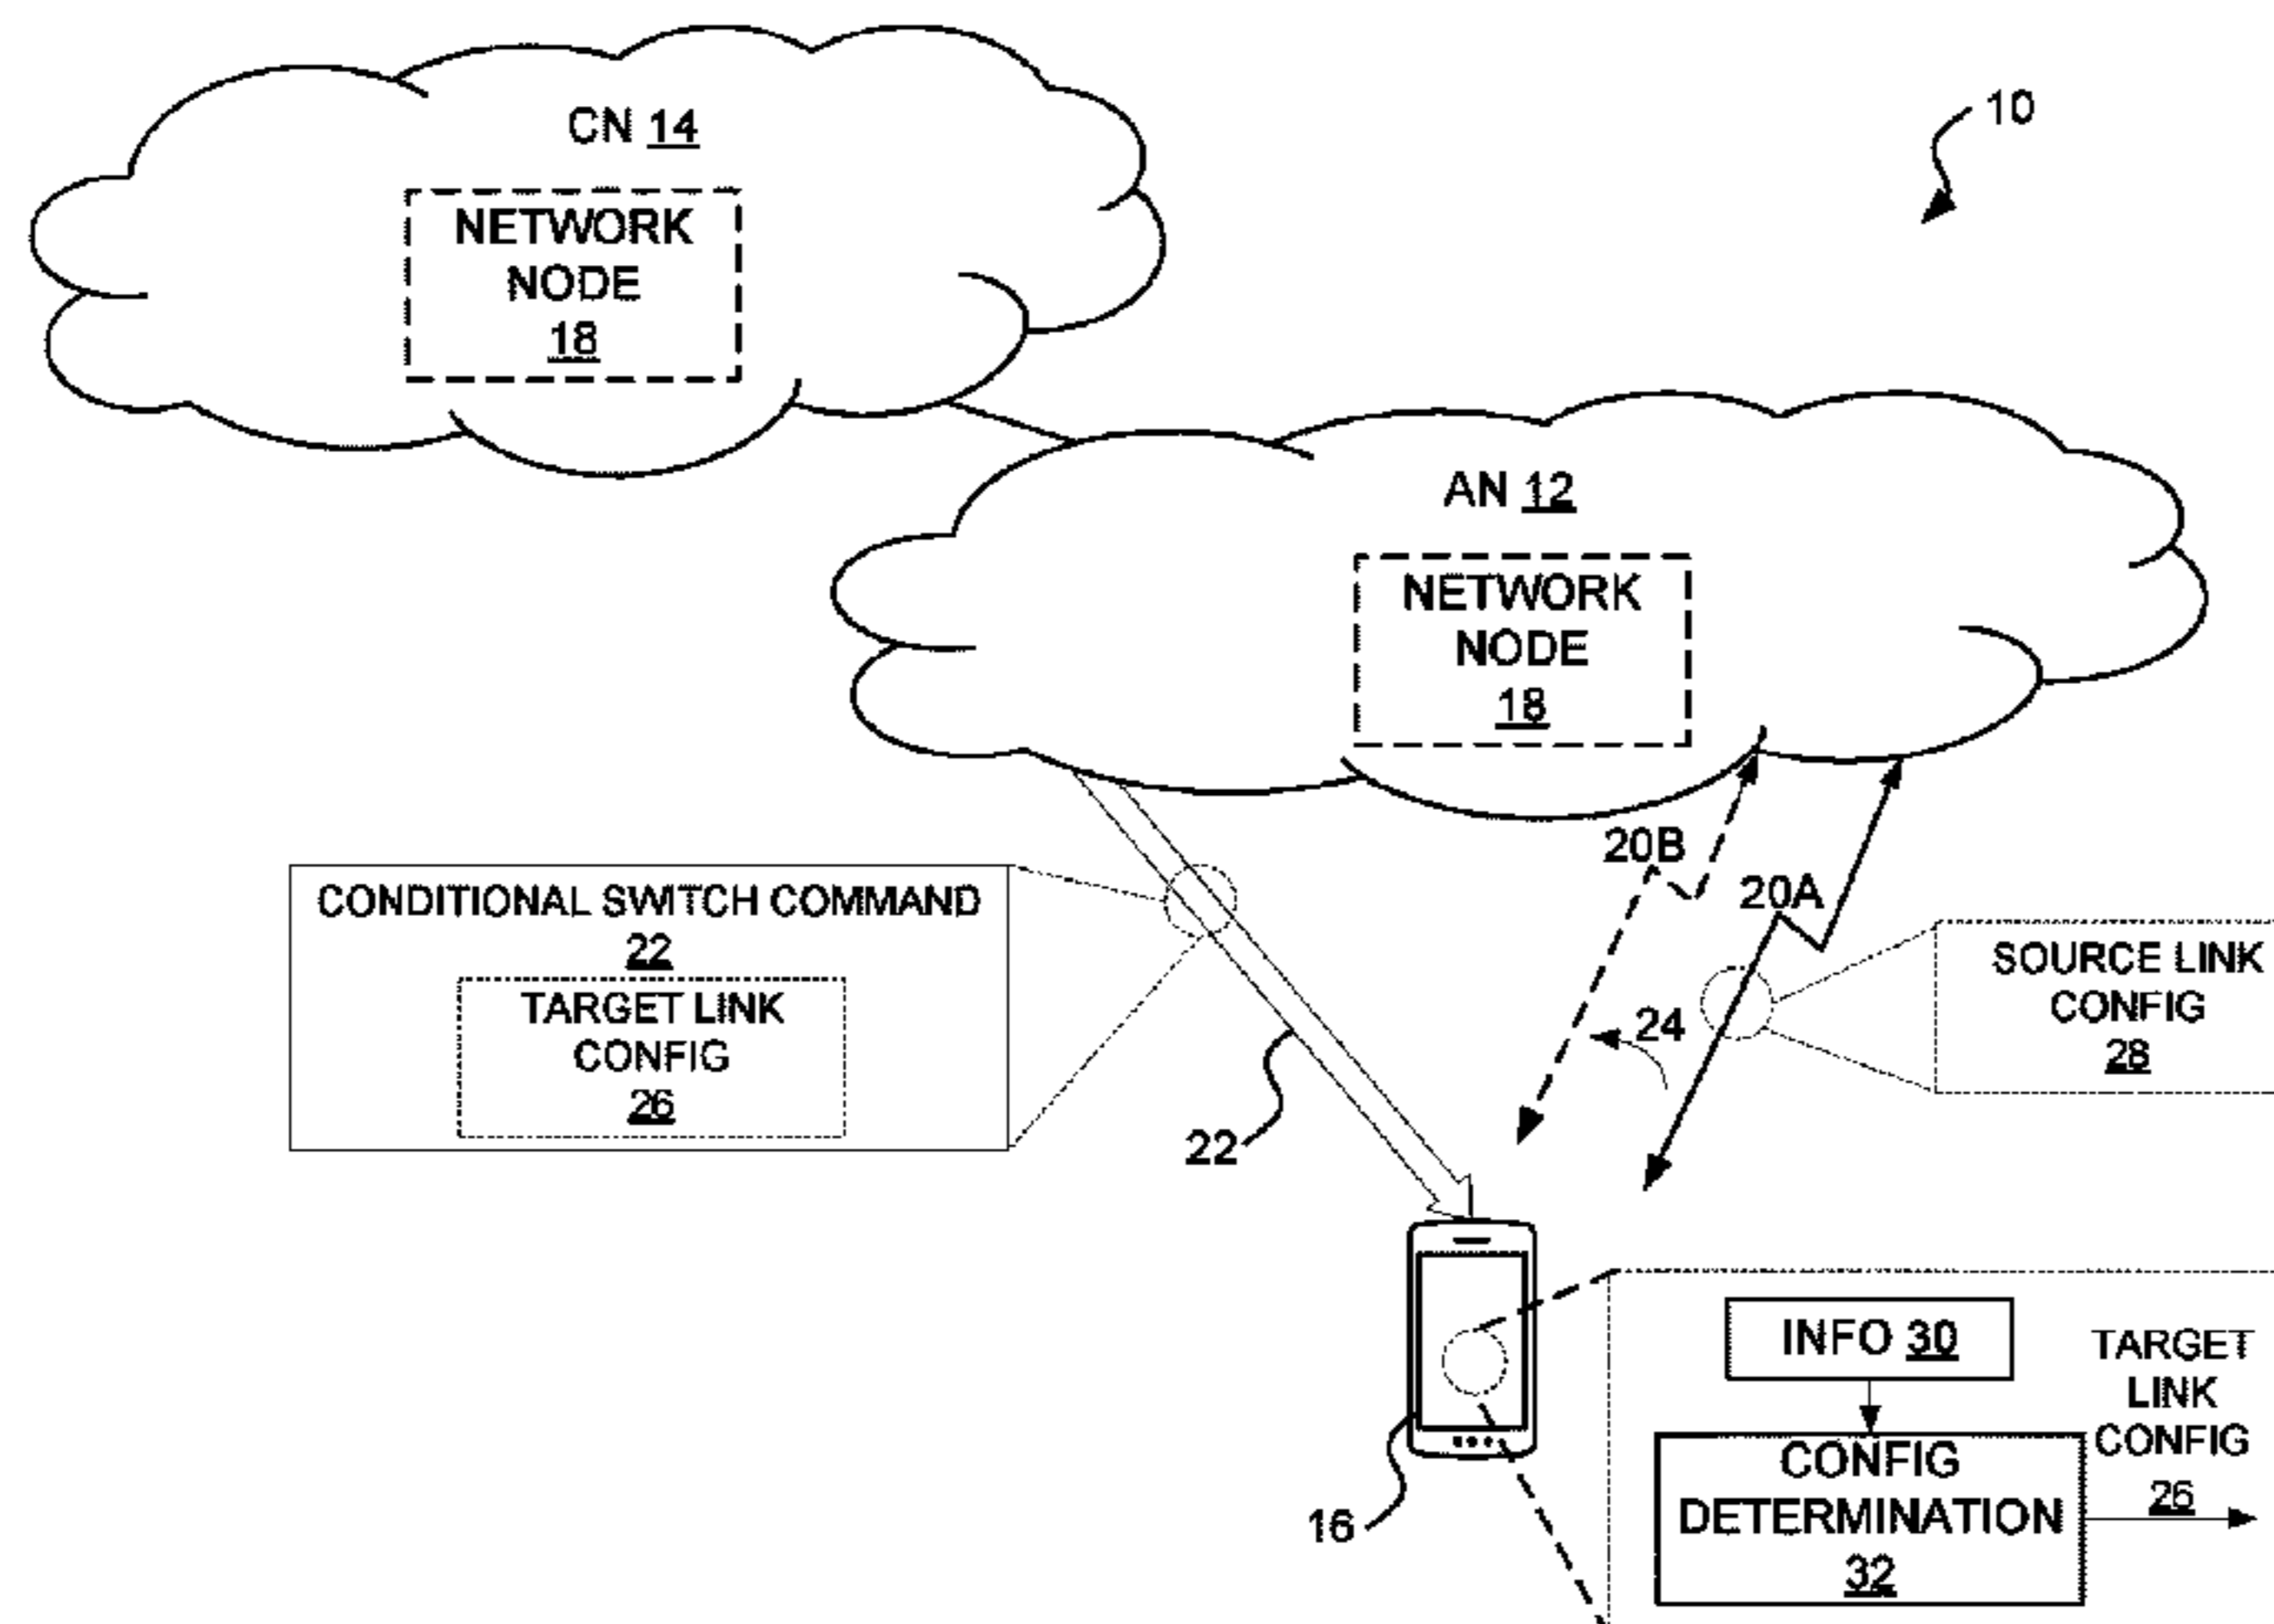 CN 14
NETWORK
NODE
18
10
AN 12
NETWORK
NODE
18
20B
20A
CONDITIONAL SWITCH COMMAND
22
TARGET LINK
CONFIG
26
SOURCE LINK
CONFIG
28
24
22
16
INFO 30
TARGET
LINK
CONFIG
26
CONFIG
DETERMINATION
32